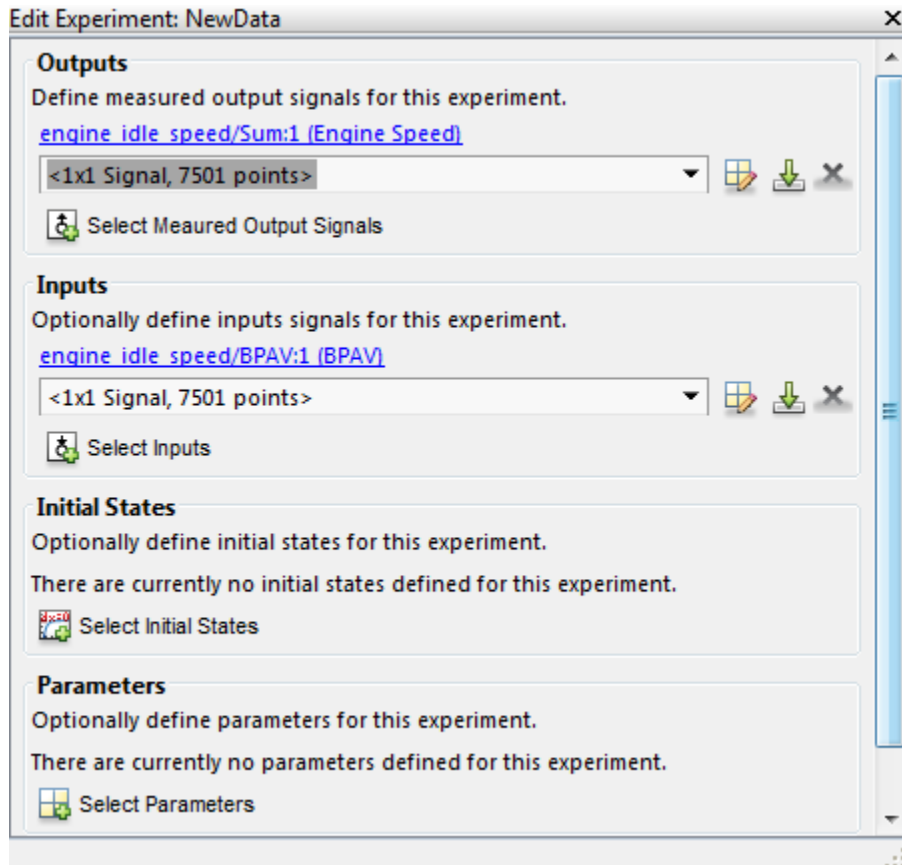 Edit Experiment: NewData
Outputs
Define measured output signals for this experiment.
engine_idle_speed/Sum:1 (Engine Speed)
<1x1 Signal, 7501 points>
Select Meaured Output Signals
Inputs
Optionally define inputs signals for this experiment.
engine_idle_speed/BPAV:1 (BPAV)
<1x1 Signal, 7501 points>
Select Inputs
Initial States
Optionally define initial states for this experiment.
There are currently no initial states defined for this experiment.
Select Initial States
Parameters
Optionally define parameters for this experiment.
There are currently no parameters defined for this experiment.
Select Parameters